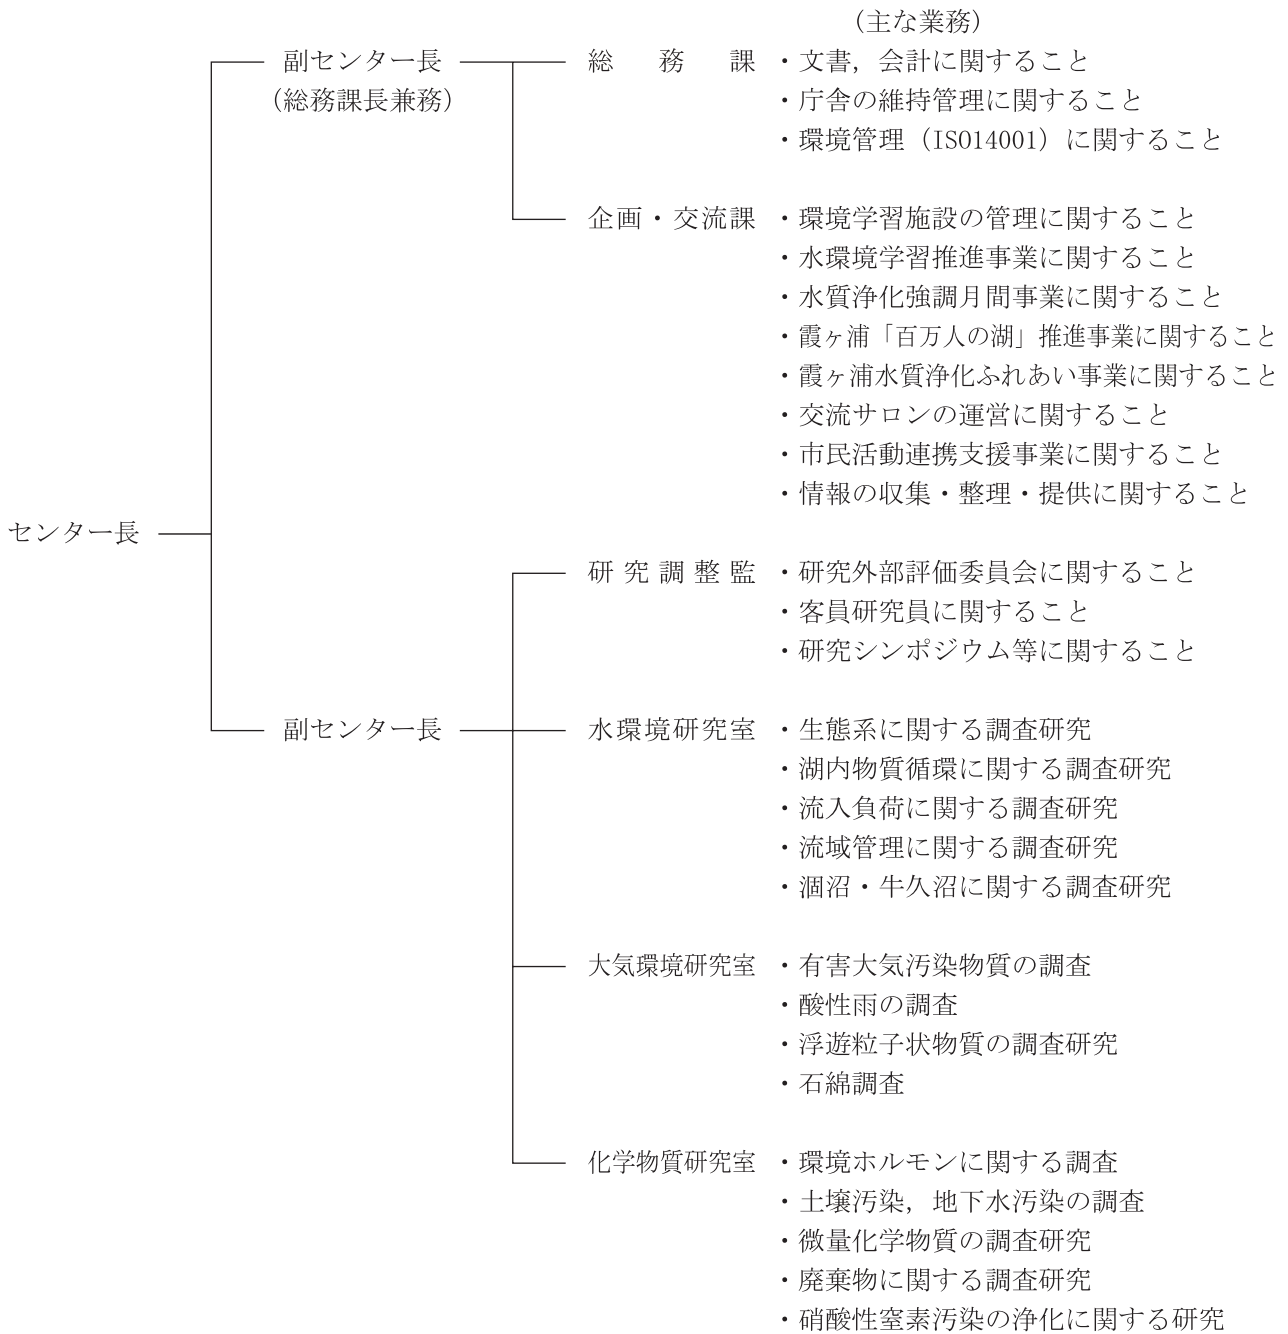 （主な業務）
副センター長 総務課 ・文書，会計に関すること
（総務課長兼務） ・庁舎の維持管理に関すること
・環境管理（ISO14001）に関すること
企画・交流課 ・環境学習施設の管理に関すること
・水環境学習推進事業に関すること
・水質浄化強調月間事業に関すること
・霞ヶ浦「百万人の湖」推進事業に関すること
・霞ヶ浦水質浄化ふれあい事業に関すること
・交流サロンの運営に関すること
・市民活動連携支援事業に関すること
・情報の収集・整理・提供に関すること
センター長
研究調整監 ・研究外部評価委員会に関すること
・客員研究員に関すること
・研究シンポジウム等に関すること
副センター長 水環境研究室 ・生態系に関する調査研究
・湖内物質循環に関する調査研究
・流入負荷に関する調査研究
・流域管理に関する調査研究
・涸沼・牛久沼に関する調査研究
大気環境研究室 ・有害大気汚染物質の調査
・酸性雨の調査
・浮遊粒子状物質の調査研究
・石綿調査
化学物質研究室 ・環境ホルモンに関する調査
・土壌汚染，地下水汚染の調査
・微量化学物質の調査研究
・廃棄物に関する調査研究
・硝酸性窒素汚染の浄化に関する研究